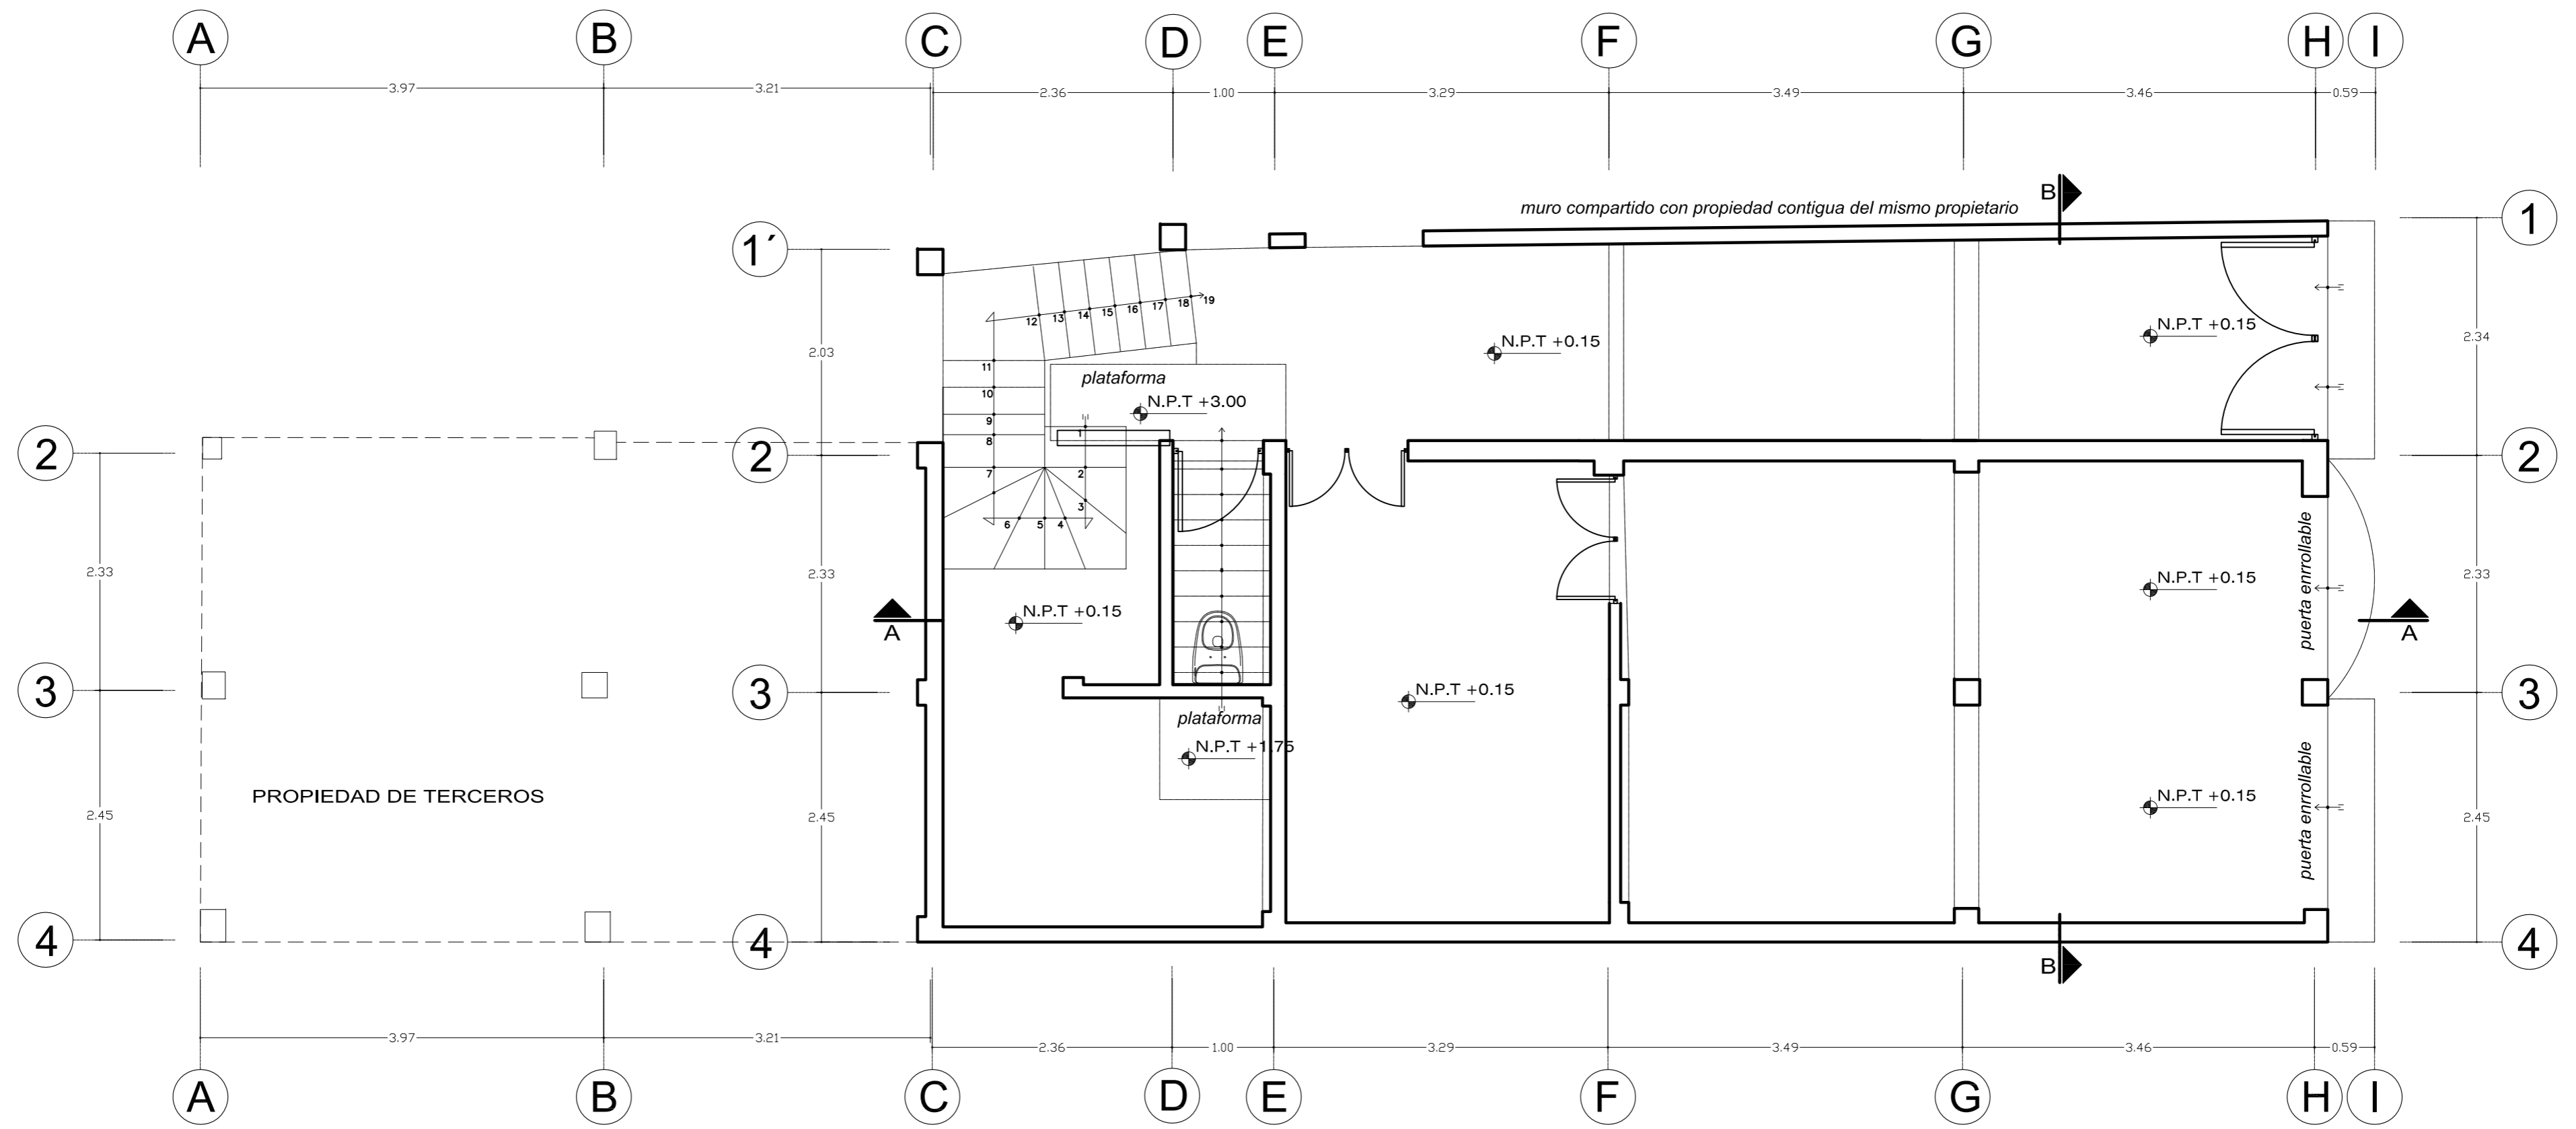 A B C D E F G H I
3.97 3.21 2.36 1.00 3.29 3.49 3.46 0.59
B
muro compartido con propiedad contigua del mismo propietario
1´ 1
12 13 14 15 16 17 18 19
N.P.T +0.15
N.P.T +0.15
2.03 2.34
11
10
9
8
7
plataforma
N.P.T +3.00
1
2
3
6 5 4
2 2 2
2.33 2.33 2.33
puerta enrrollable
N.P.T +0.15
N.P.T +0.15
A A
3 3 3
N.P.T +0.15
plataforma
N.P.T +1.75
PROPIEDAD DE TERCEROS
N.P.T +0.15
puerta enrrollable
2.45 2.45 2.45
4 4 4
B
3.97 3.21 2.36 1.00 3.29 3.49 3.46 0.59
A B C D E F G H I